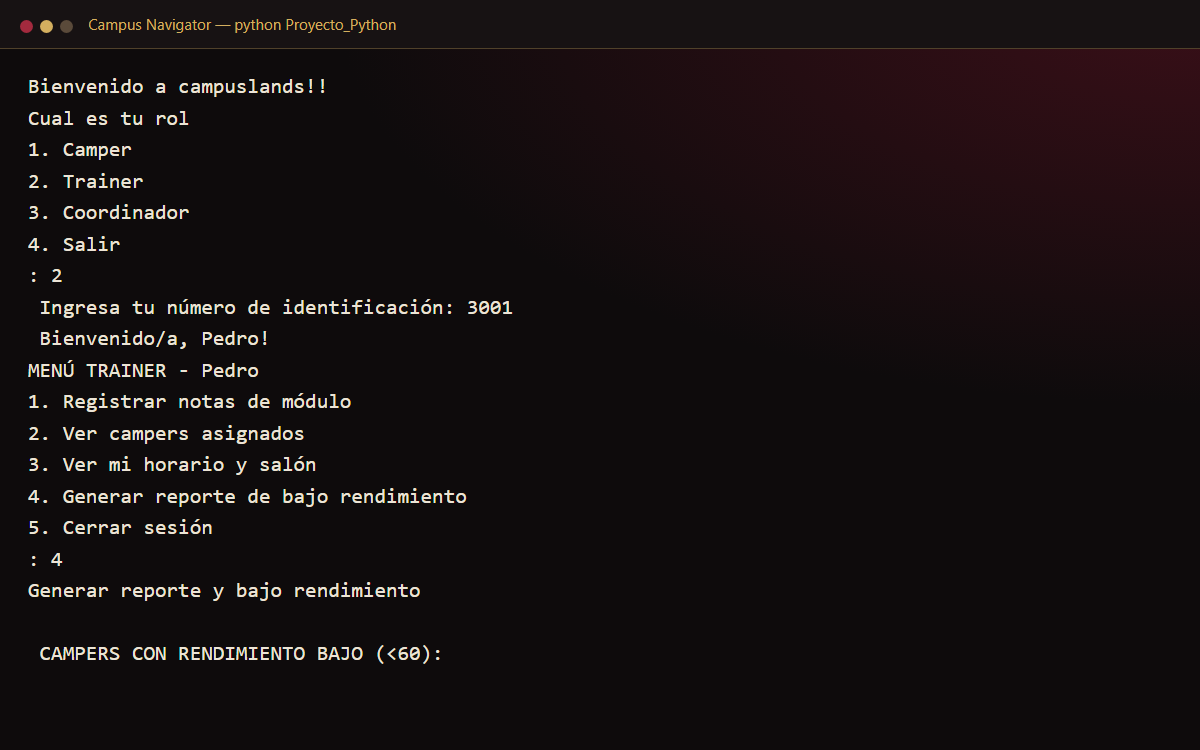 Campus Navigator — python Proyecto_Python
Bienvenido a campuslands!!
Cual es tu rol
1. Camper
2. Trainer
3. Coordinador
4. Salir
: 2
Ingresa tu número de identificación: 3001
Bienvenido/a, Pedro!
MENÚ TRAINER - Pedro
1. Registrar notas de módulo
2. Ver campers asignados
3. Ver mi horario y salón
4. Generar reporte de bajo rendimiento
5. Cerrar sesión
: 4
Generar reporte y bajo rendimiento
CAMPERS CON RENDIMIENTO BAJO (<60):